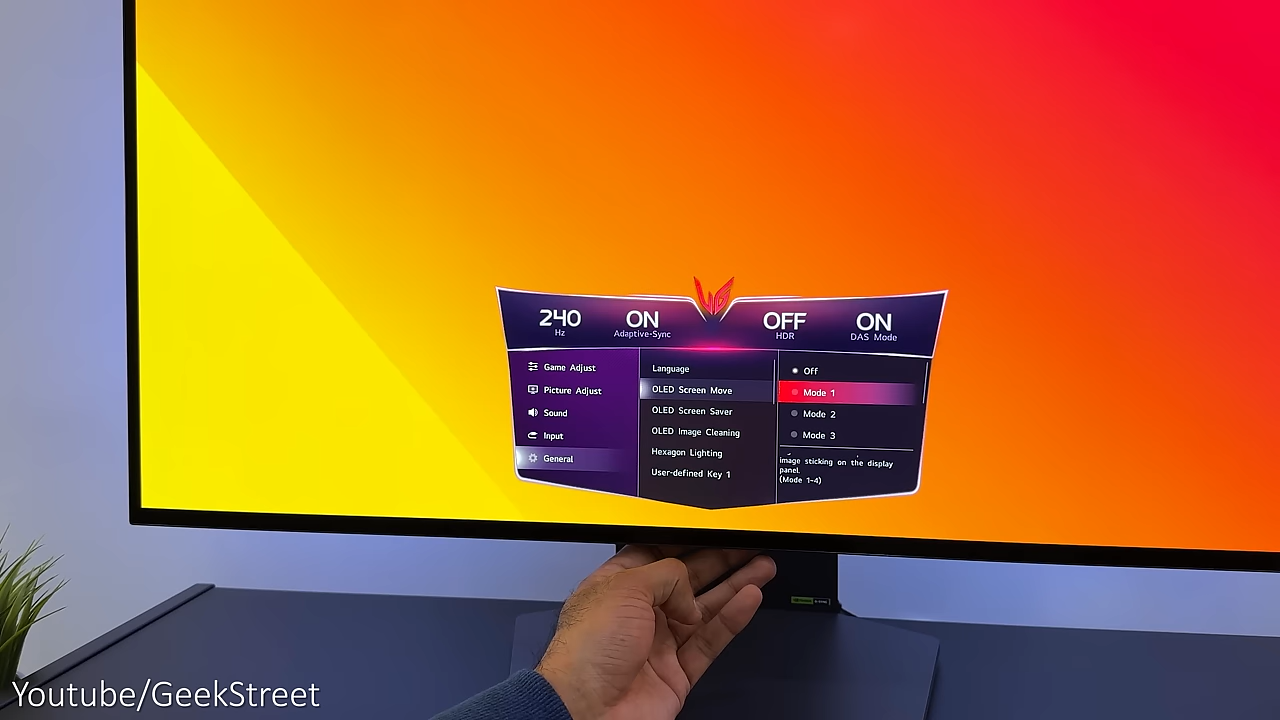 240
Hz
ON
Adaptive-Sync
OFF
HDR
ON
DAS Mode
Game Adjust
Picture Adjust
Sound
Input
General
Language
OLED Screen Move
OLED Screen Saver
OLED Image Cleaning
Hexagon Lighting
User-defined Key 1
Off
Mode 1
Mode 2
Mode 3
image sticking on the display
panel.
(Mode 1-4)
Youtube/GeekStreet